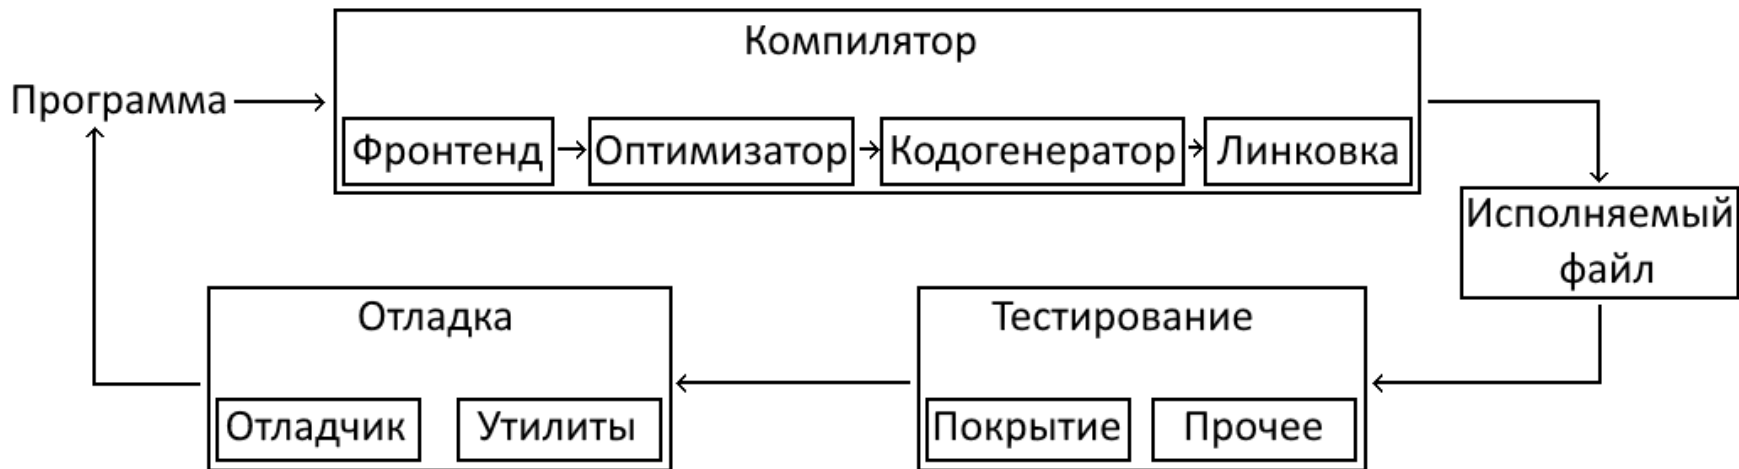 Компилятор
Программа
Фронтенд
Оптимизатор
Кодогенератор
Линковка
Исполняемый
файл
Отладка
Отладчик
Утилиты
Тестирование
Покрытие
Прочее